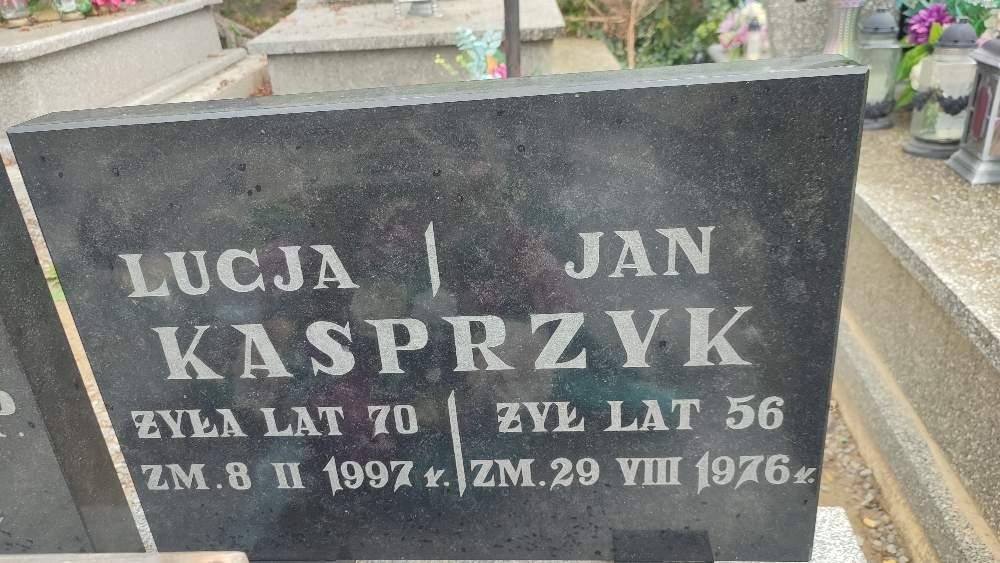 LUCJA | JAN
KASPRZYK
ŻYŁA LAT 70 | ŻYŁ LAT 56
ZM. 8 II 1997 r. | ZM. 29 VIII 1976 r.
P.